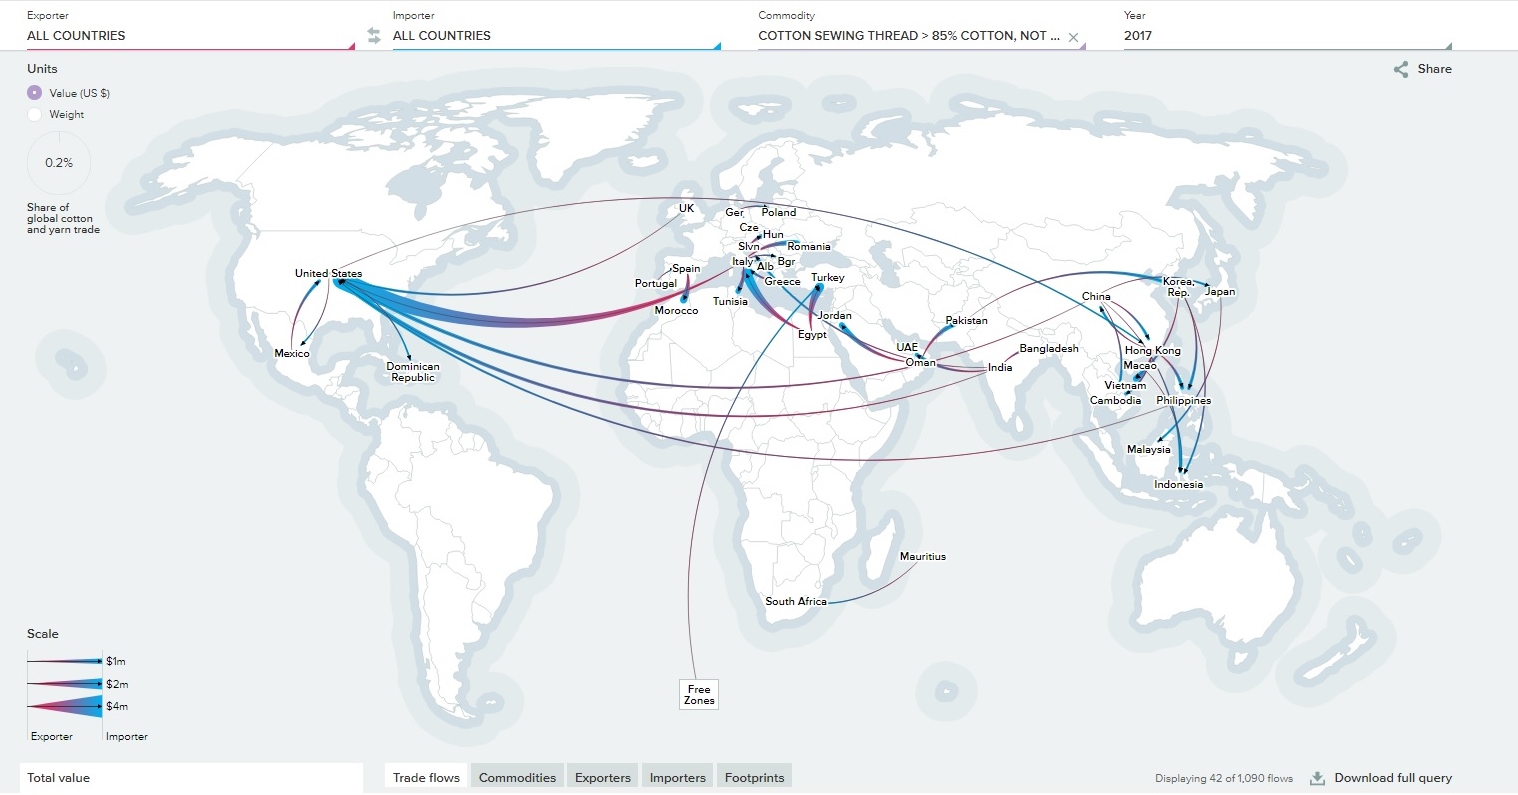 Exporter
ALL COUNTRIES
Importer
ALL COUNTRIES
Commodity
COTTON SEWING THREAD > 85% COTTON, NOT ...
Year
2017
Units
Value (US $)
Weight
0.2%
Share of
global cotton
and yarn trade
Share
UK
Ger
Poland
Cze
Hun
Slvn
Romania
Italy
Alb
Bgr
Spain
Portugal
Greece
Turkey
Tunisia
Morocco
Jordan
Egypt
United States
Mexico
Dominican
Republic
Korea,
Rep.
Japan
China
Pakistan
UAE
Oman
Bangladesh
India
Hong Kong
Macao
Vietnam
Cambodia
Philippines
Malaysia
Indonesia
Mauritius
South Africa
Free
Zones
Scale
$1m
$2m
$4m
Exporter
Importer
Total value
Trade flows
Commodities
Exporters
Importers
Footprints
Displaying 42 of 1,090 flows
Download full query